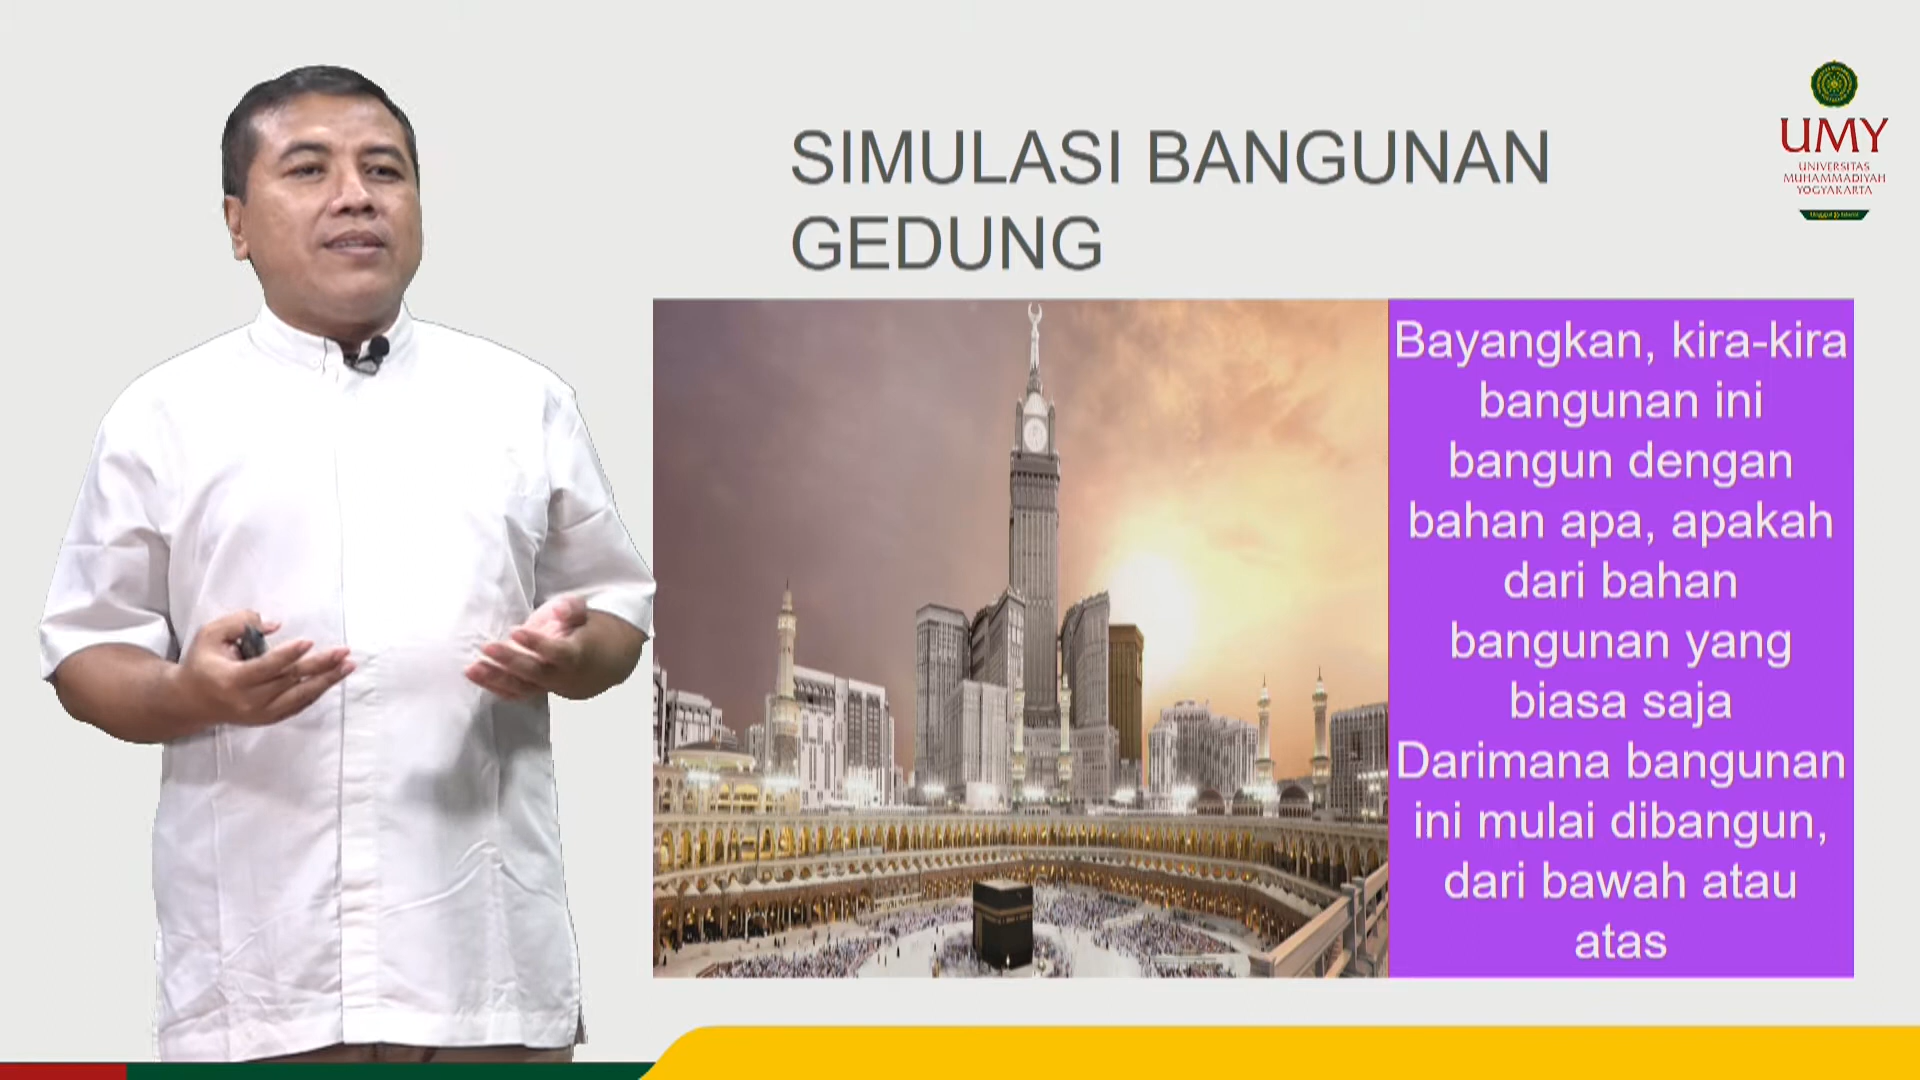 SIMULASI BANGUNAN
GEDUNG
UMY
UNIVERSITAS
MUHAMMADIYAH
YOGYAKARTA
Bayangkan, kira-kira
bangunan ini
bangun dengan
bahan apa, apakah
dari bahan
bangunan yang
biasa saja
Darimana bangunan
ini mulai dibangun,
dari bawah atau
atas